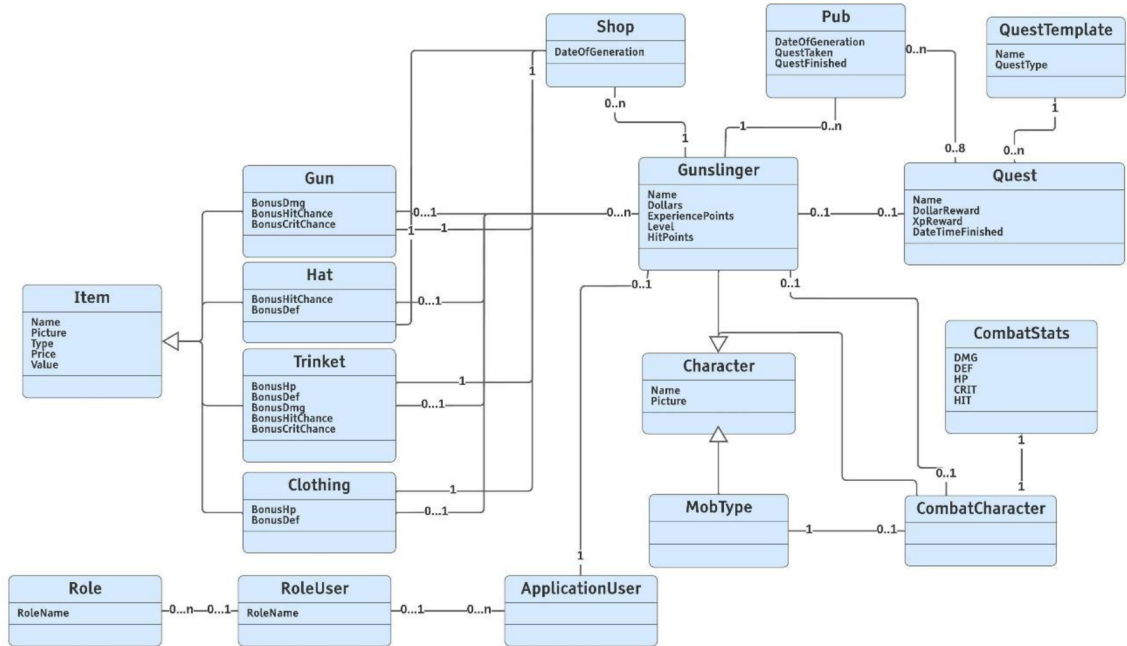 Shop
DateOfGeneration
Pub
DateOfGeneration
QuestTaken
QuestFinished
QuestTemplate
Name
QuestType
1
0..n
1
1
0..n
0..n
0..8
1
0..n
Gun
BonusDmg
BonusHitChance
BonusCritChance
0...1
1
1
0...n
Gunslinger
Name
Dollars
ExperiencePoints
Level
HitPoints
0..1
0..1
Quest
Name
DollarReward
XpReward
DateTimeFinished
Hat
BonusHitChance
BonusDef
0...1
0..1
0..1
Item
Name
Picture
Type
Price
Value
Trinket
BonusHp
BonusDef
BonusDmg
BonusHitChance
BonusCritChance
1
0...1
Character
Name
Picture
CombatStats
DMG
DEF
HP
CRIT
HIT
1
1
0..1
Clothing
BonusHp
BonusDef
1
0...1
MobType
1
0..1
CombatCharacter
1
Role
RoleName
0...n
0...1
RoleUser
RoleName
0...1
0...n
ApplicationUser